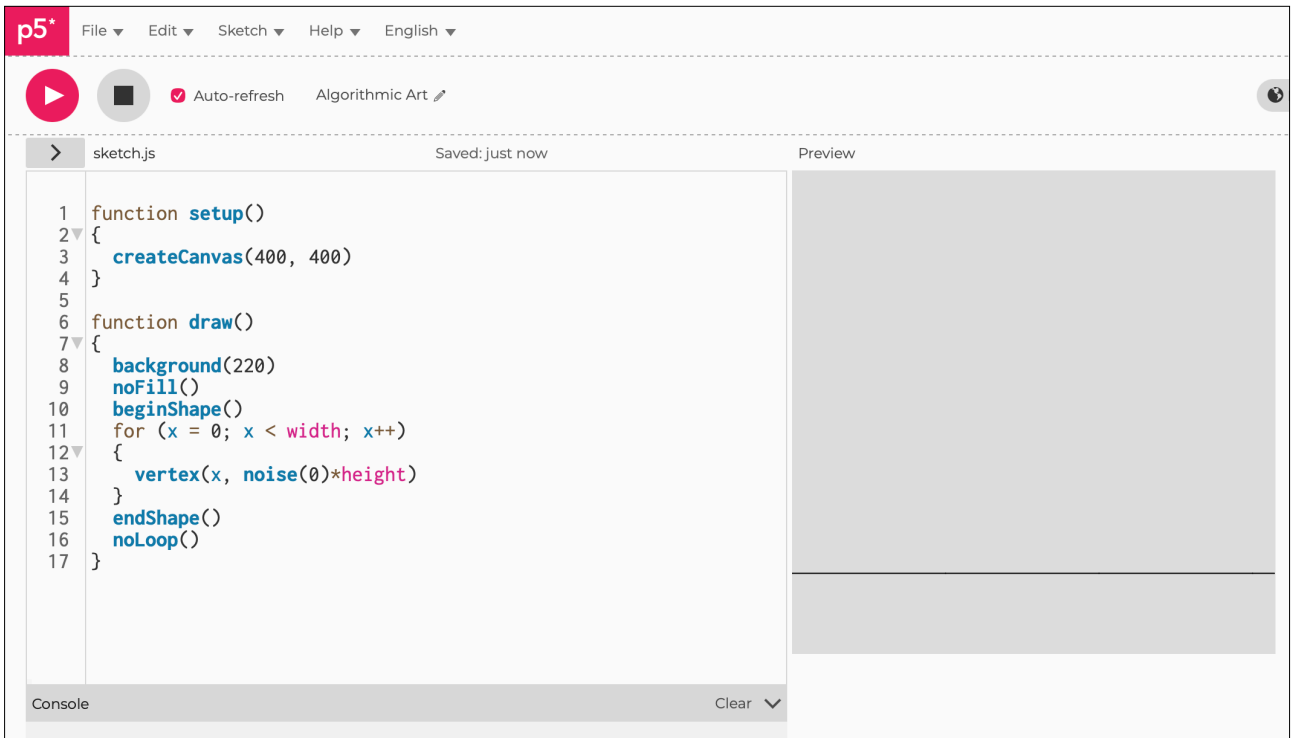 p5* File Edit Sketch Help English
Auto-refresh Algorithmic Art
sketch.js Saved: just now Preview
1 function setup()
2 {
3   createCanvas(400, 400)
4 }
5
6 function draw()
7 {
8   background(220)
9   noFill()
10   beginShape()
11   for (x = 0; x < width; x++)
12   {
13     vertex(x, noise(0)*height)
14   }
15   endShape()
16   noLoop()
17 }
Console Clear